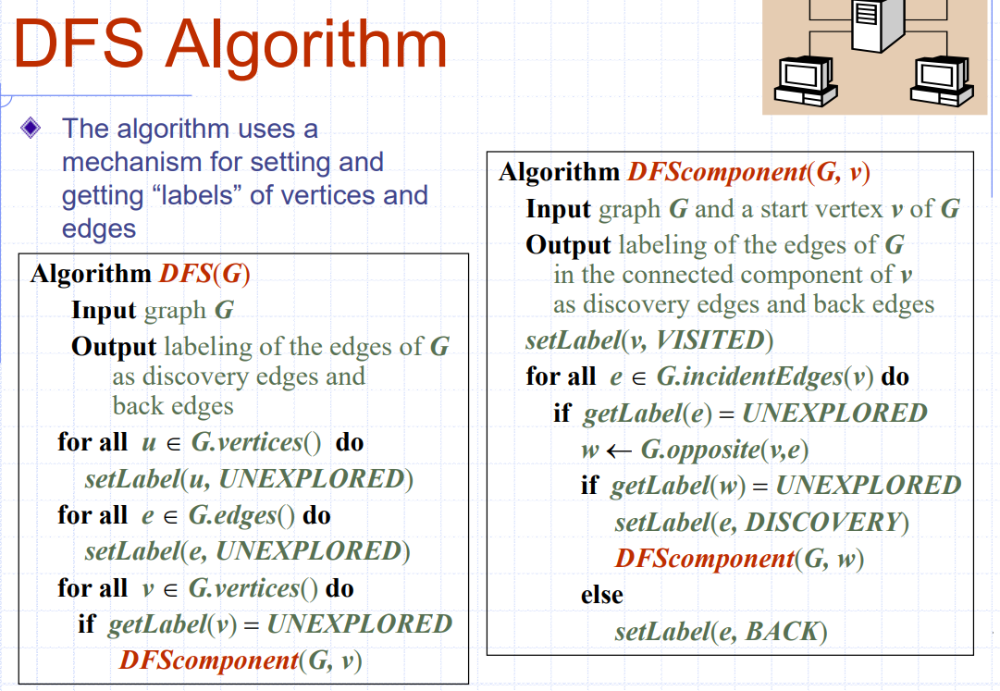 DFS Algorithm
The algorithm uses a
mechanism for setting and
getting “labels” of vertices and
edges
Algorithm DFS(G)
Input graph G
Output labeling of the edges of G
as discovery edges and
back edges
for all u ∈ G.vertices() do
setLabel(u, UNEXPLORED)
for all e ∈ G.edges() do
setLabel(e, UNEXPLORED)
for all v ∈ G.vertices() do
if getLabel(v) = UNEXPLORED
DFScomponent(G, v)
Algorithm DFScomponent(G, v)
Input graph G and a start vertex v of G
Output labeling of the edges of G
in the connected component of v
as discovery edges and back edges
setLabel(v, VISITED)
for all e ∈ G.incidentEdges(v) do
if getLabel(e) = UNEXPLORED
w ← G.opposite(v,e)
if getLabel(w) = UNEXPLORED
setLabel(e, DISCOVERY)
DFScomponent(G, w)
else
setLabel(e, BACK)